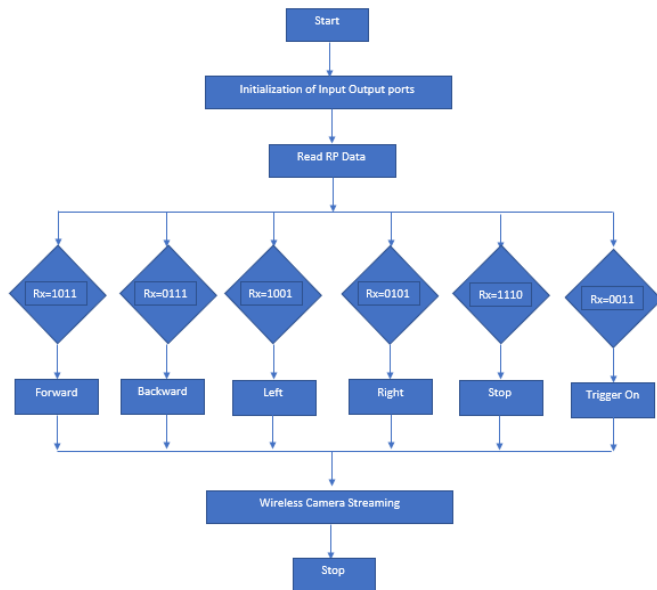 Start
Initialization of Input Output ports
Read RP Data
Rx=1011
Rx=0111
Rx=1001
Rx=0101
Rx=1110
Rx=0011
Forward
Backward
Left
Right
Stop
Trigger On
Wireless Camera Streaming
Stop